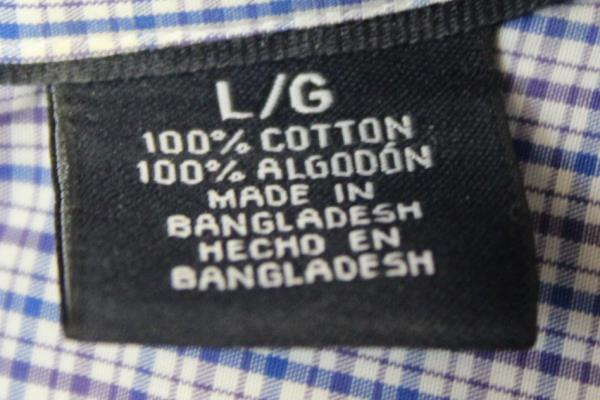 L/G
100% COTTON
100% ALGODÓN
MADE IN
BANGLADESH
HECHO EN
BANGLADESH